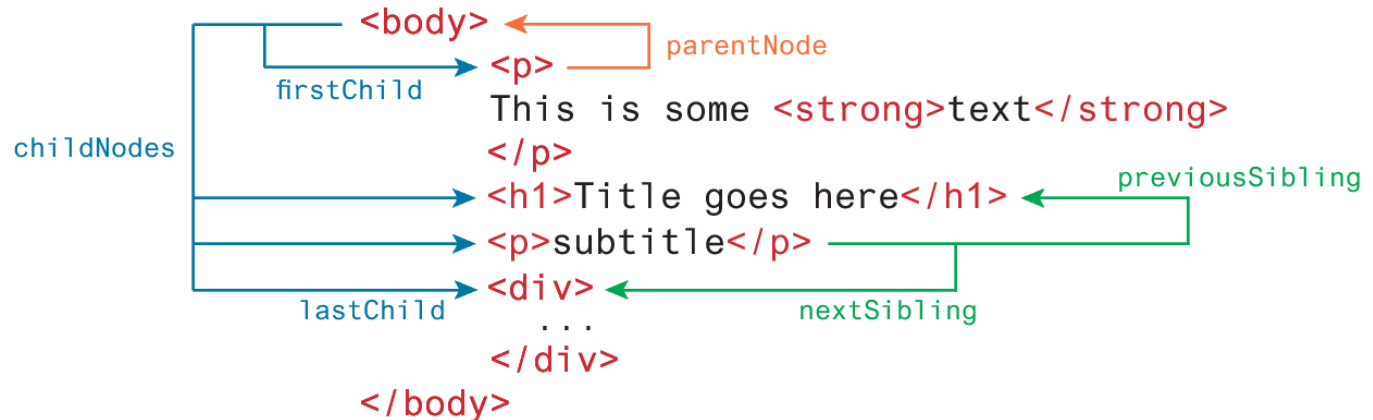 <body>
parentNode
<p>
firstChild
This is some <strong>text</strong>
childNodes
</p>
previousSibling
<h1>Title goes here</h1>
<p>subtitle</p>
<div>
lastChild
nextSibling
...
</div>
</body>